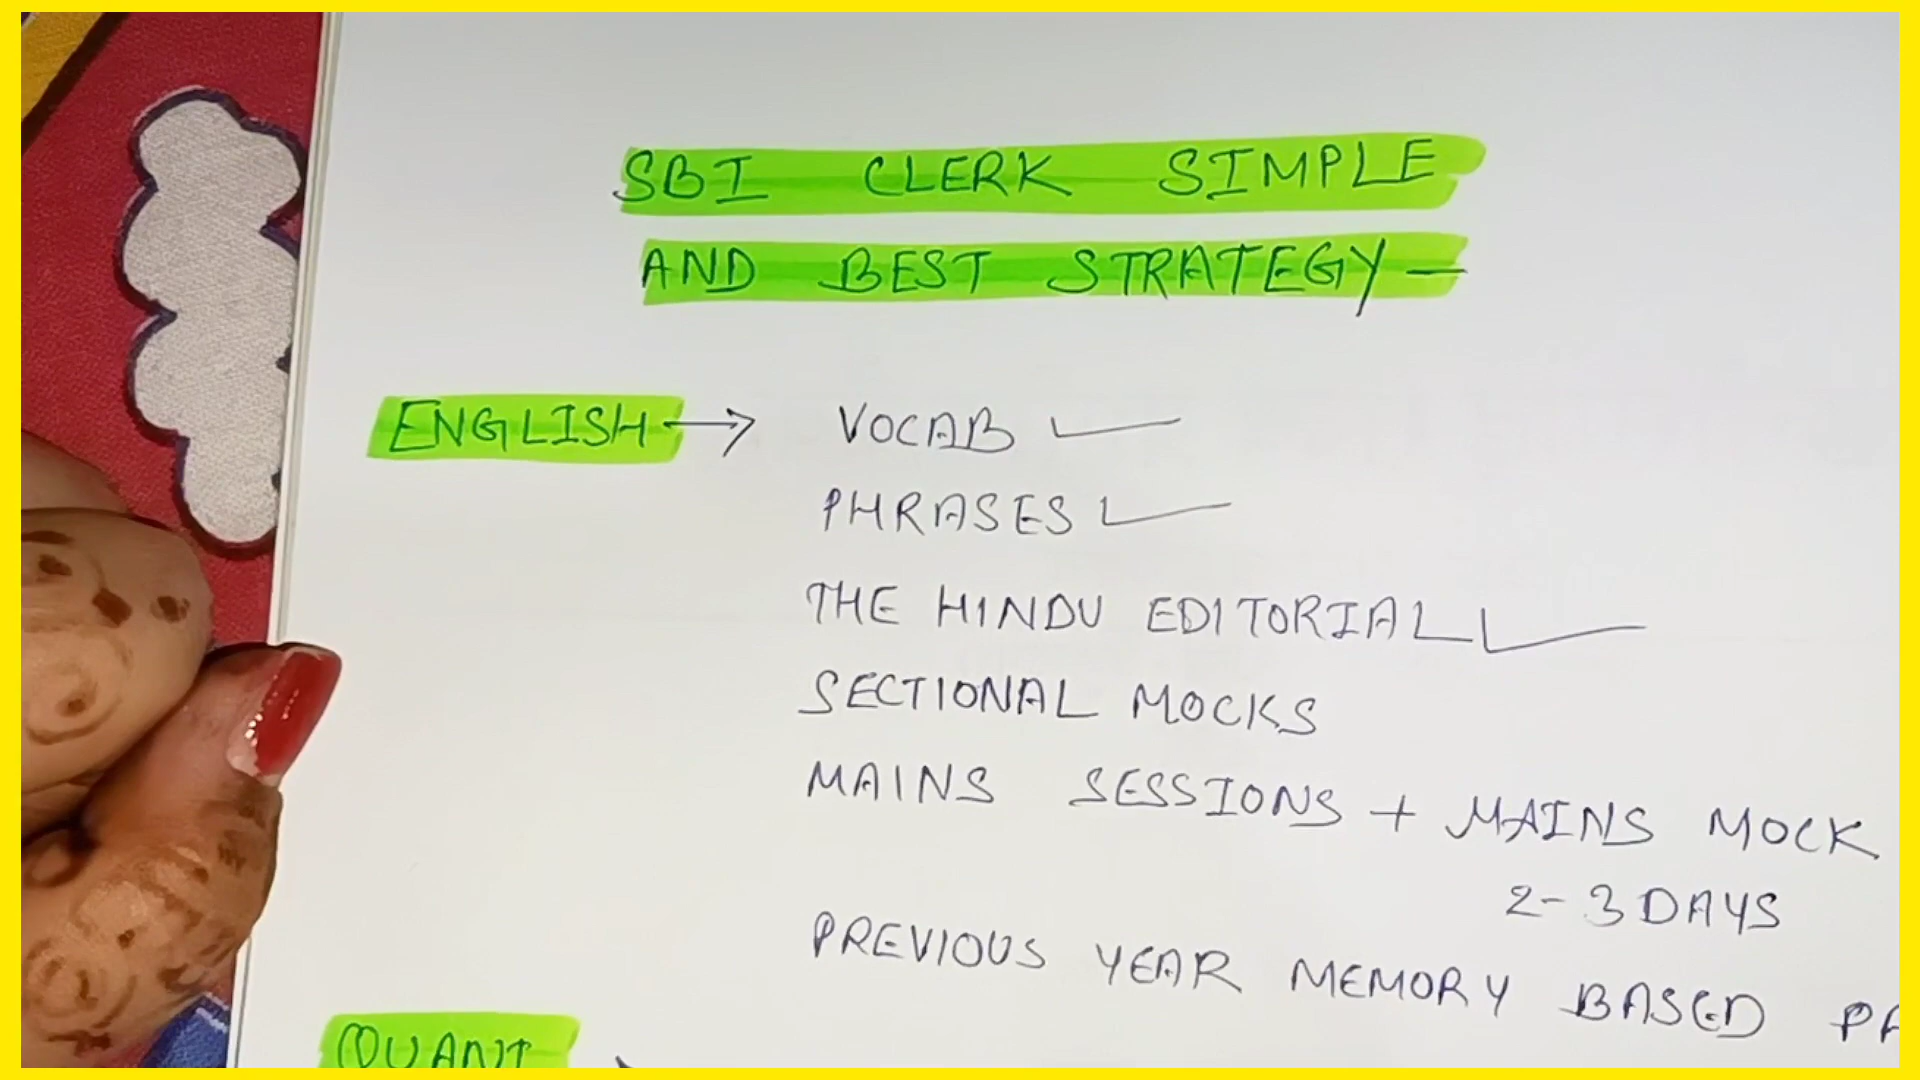 SBI CLERK SIMPLE
AND BEST STRATEGY —
ENGLISH → VOCAB ✓
PHRASES ✓
THE HINDU EDITORIAL ✓
SECTIONAL MOCKS
MAINS SESSIONS + MAINS MOCK
2-3 DAYS
PREVIOUS YEAR MEMORY BASED
QUANT